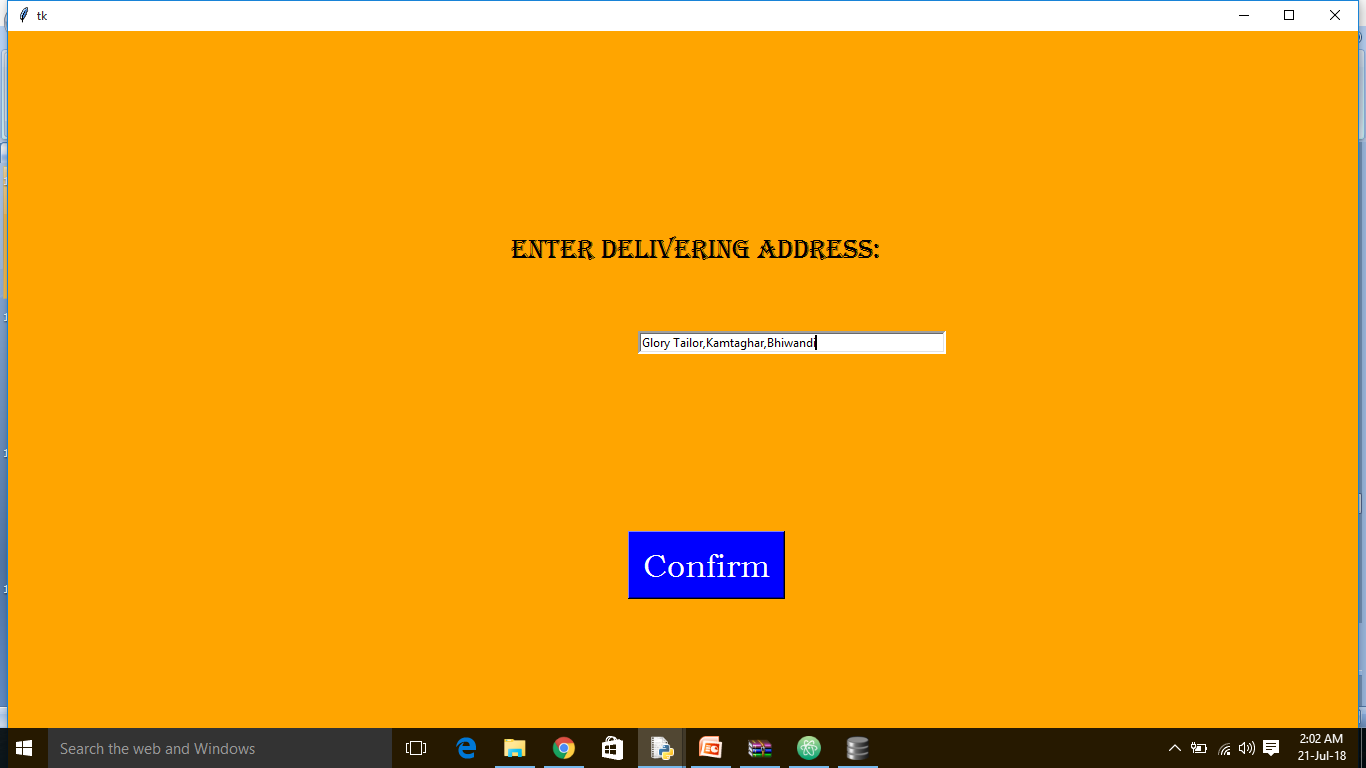 tk
ENTER DELIVERING ADDRESS:
Glory Tailor,Kamtaghar,Bhiwandi
Confirm
Search the web and Windows
2:02 AM
21-Jul-18